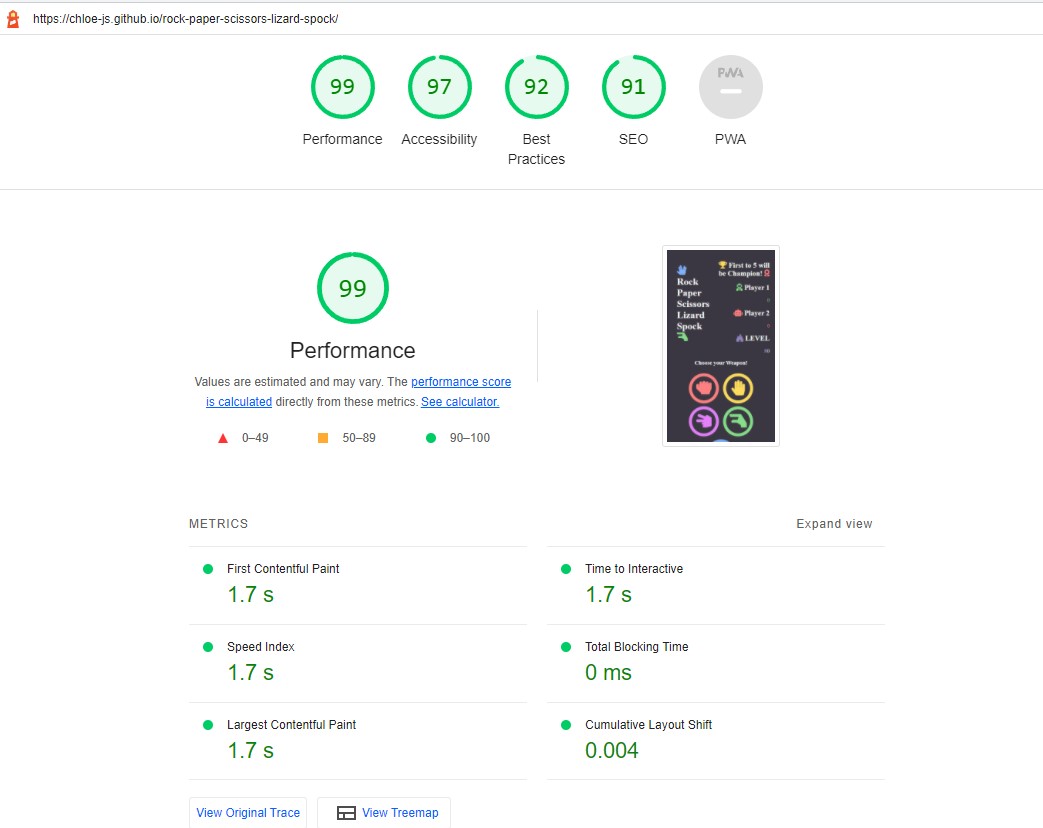 https://chloe-js.github.io/rock-paper-scissors-lizard-spock/
99
97
92
91
PWA
Performance
Accessibility
Best
Practices
SEO
PWA
99
Performance
Values are estimated and may vary. The performance score
is calculated directly from these metrics. See calculator.
0–49
50–89
90–100
Rock
Paper
Scissors
Lizard
Spock
First to 5 will
be Champion!
Player 1
Player 2
LEVEL
Choose your Weapon!
METRICS
Expand view
First Contentful Paint
1.7 s
Time to Interactive
1.7 s
Speed Index
1.7 s
Total Blocking Time
0 ms
Largest Contentful Paint
1.7 s
Cumulative Layout Shift
0.004
View Original Trace
View Treemap